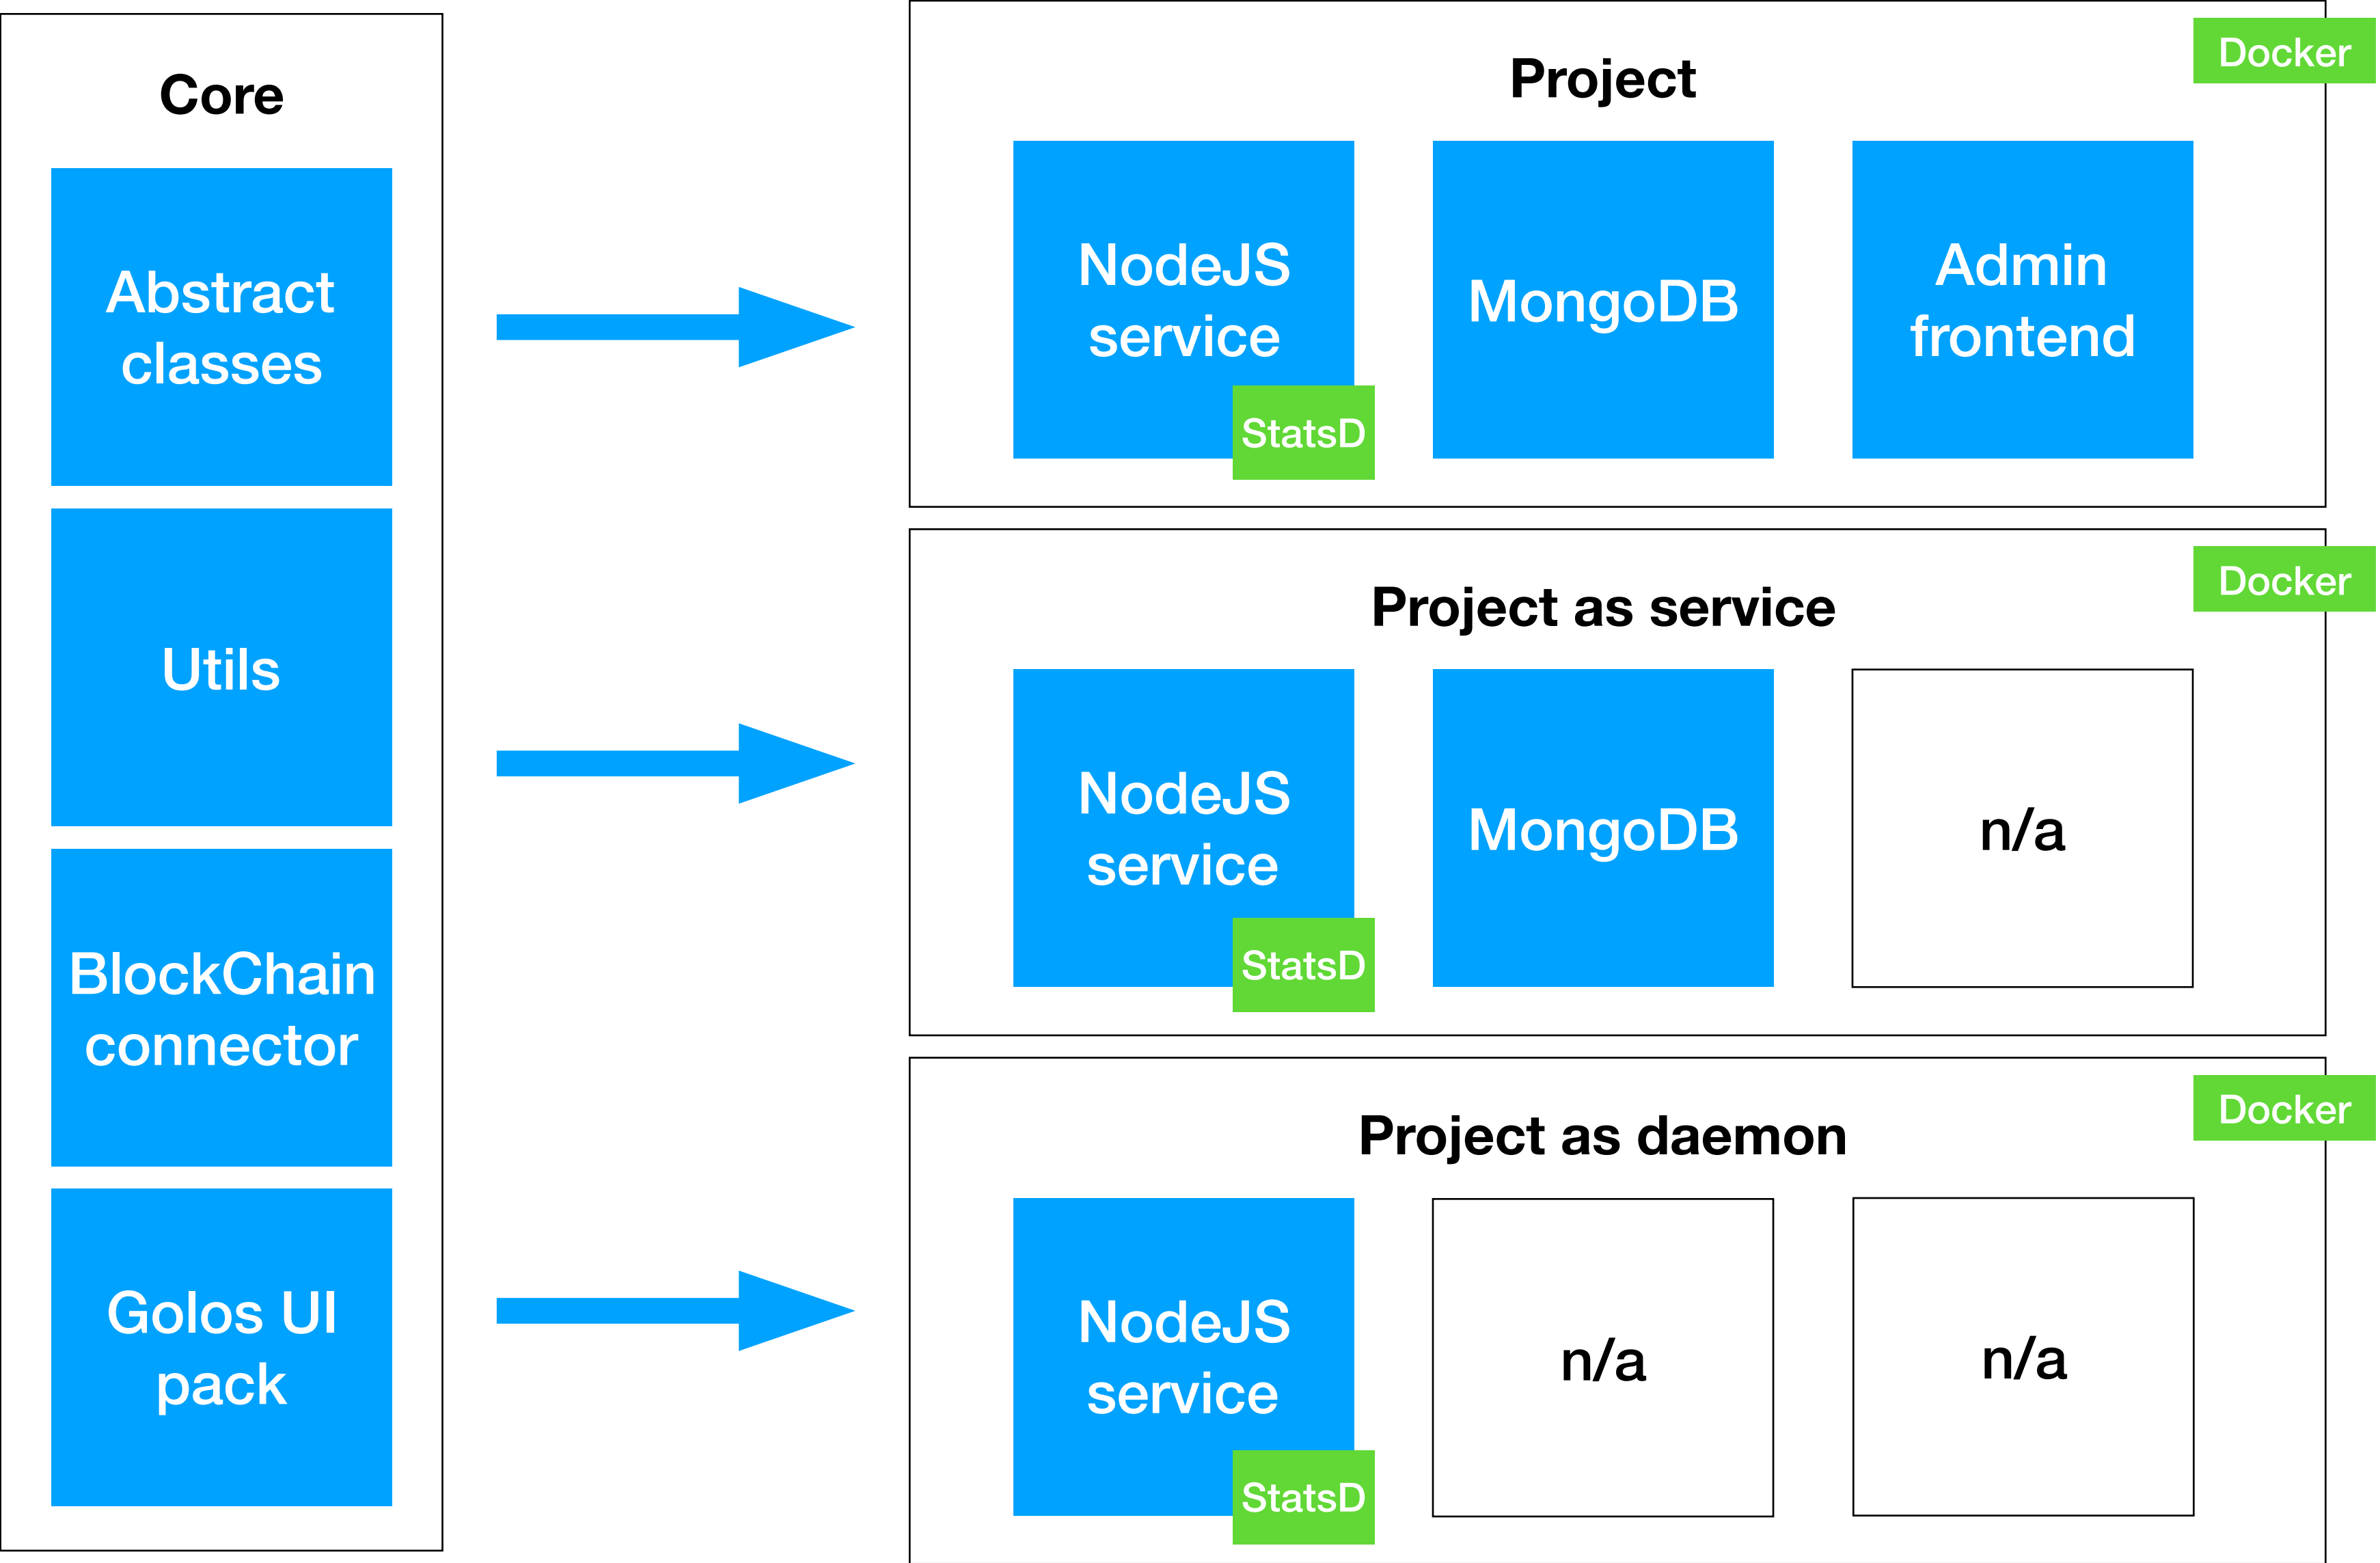 Core
Abstract
classes
Utils
BlockChain
connector
Golos UI
pack
Project
Docker
NodeJS
service
StatsD
MongoDB
Admin
frontend
Project as service
Docker
NodeJS
service
StatsD
MongoDB
n/a
Project as daemon
Docker
NodeJS
service
StatsD
n/a
n/a